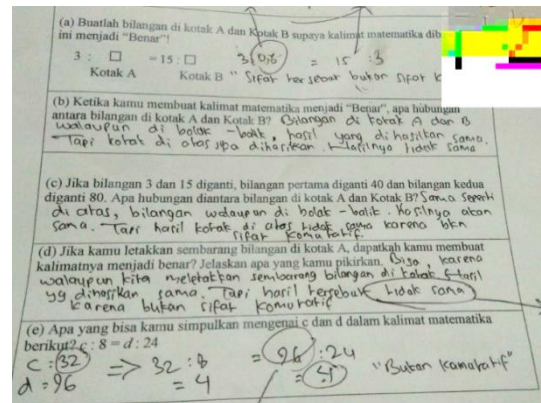 (a) Buatlah bilangan di kotak A dan Kotak B supaya kalimat matematika dib
ini menjadi "Benar"!
3 : □ = 15 : □ 3 : 0,6 = 15 : 3
Kotak A Kotak B "Sifat tersebut bukan sifat k
(b) Ketika kamu membuat kalimat matematika menjadi "Benar", apa hubungan
antara bilangan di kotak A dan Kotak B? Bilangan di kotak A dan B
walaupun di bolak-balik, hasil yang di hasilkan sama.
Tapi kotak di atas jika dihasilkan. Hasilnya tidak sama
(c) Jika bilangan 3 dan 15 diganti, bilangan pertama diganti 40 dan bilangan kedua
diganti 80. Apa hubungan diantara bilangan di kotak A dan Kotak B? Sama seperti
di atas, bilangan walaupun di bolak-balik. Hasilnya akan
sama. Tapi hasil kotak di atas tidak sama karena bkn
sifat komutatif.
(d) Jika kamu letakkan sembarang bilangan di kotak A, dapatkah kamu membuat
kalimatnya menjadi benar? Jelaskan apa yang kamu pikirkan. Bisa, karena
walaupun kita meletakkan sembarang bilangan di kotak. Hasil
yg dihasilkan sama. Tapi hasil tersebut tidak sama
karena bukan sifat komutatif
(e) Apa yang bisa kamu simpulkan mengenai c dan d dalam kalimat matematika
berikut? c : 8 = d : 24
c = 32 => 32 : 8 = 96 : 24
d = 96 = 4 "Bukan kamutatif"